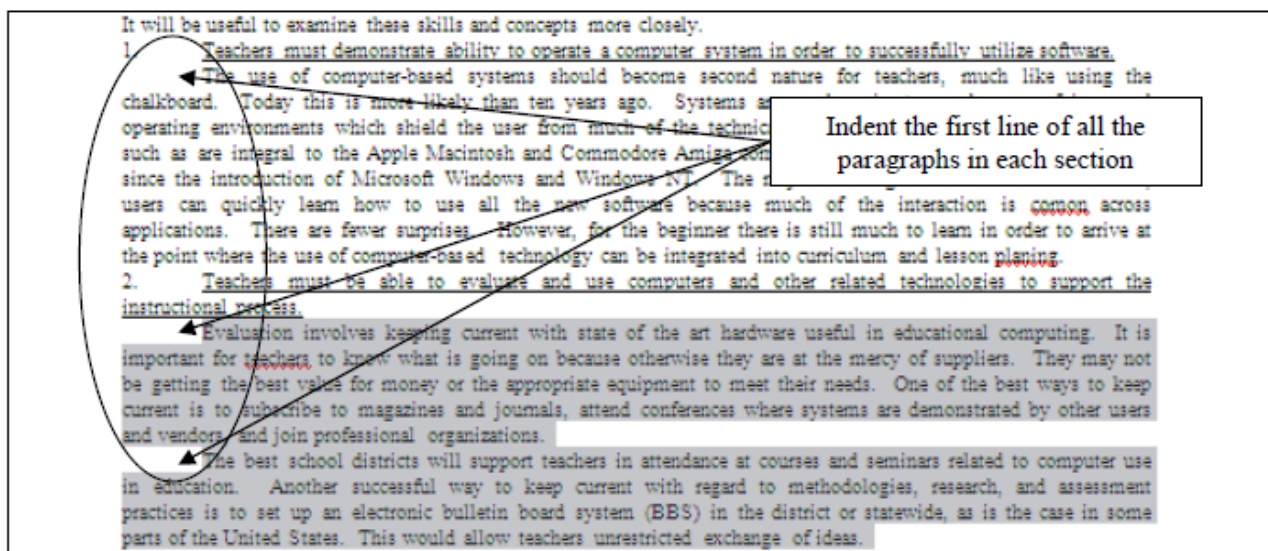 It will be useful to examine these skills and concepts more closely.
1. Teachers must demonstrate ability to operate a computer system in order to successfully utilize software.
The use of computer-based systems should become second nature for teachers, much like using the
chalkboard. Today this is more likely than ten years ago. Systems
operating environments which shield the user from much of the
such as are integral to the Apple Macintosh and Commodore Amiga
since the introduction of Microsoft Windows and Windows NT. The
users can quickly learn how to use all the new software because much of the interaction is comon across
applications. There are fewer surprises. However, for the beginner there is still much to learn in order to arrive at
the point where the use of computer-based technology can be integrated into curriculum and lesson planing.
2. Teachers must be able to evaluate and use computers and other related technologies to support the
instructional process.
Evaluation involves keeping current with state of the art hardware useful in educational computing. It is
important for teechers to know what is going on because otherwise they are at the mercy of suppliers. They may not
be getting the best value for money or the appropriate equipment to meet their needs. One of the best ways to keep
current is to subscribe to magazines and journals, attend conferences where systems are demonstrated by other users
and vendors, and join professional organizations.
The best school districts will support teachers in attendance at courses and seminars related to computer use
in education. Another successful way to keep current with regard to methodologies, research, and assessment
practices is to set up an electronic bulletin board system (BBS) in the district or statewide, as is the case in some
parts of the United States. This would allow teachers unrestricted exchange of ideas.
Indent the first line of all the
paragraphs in each section